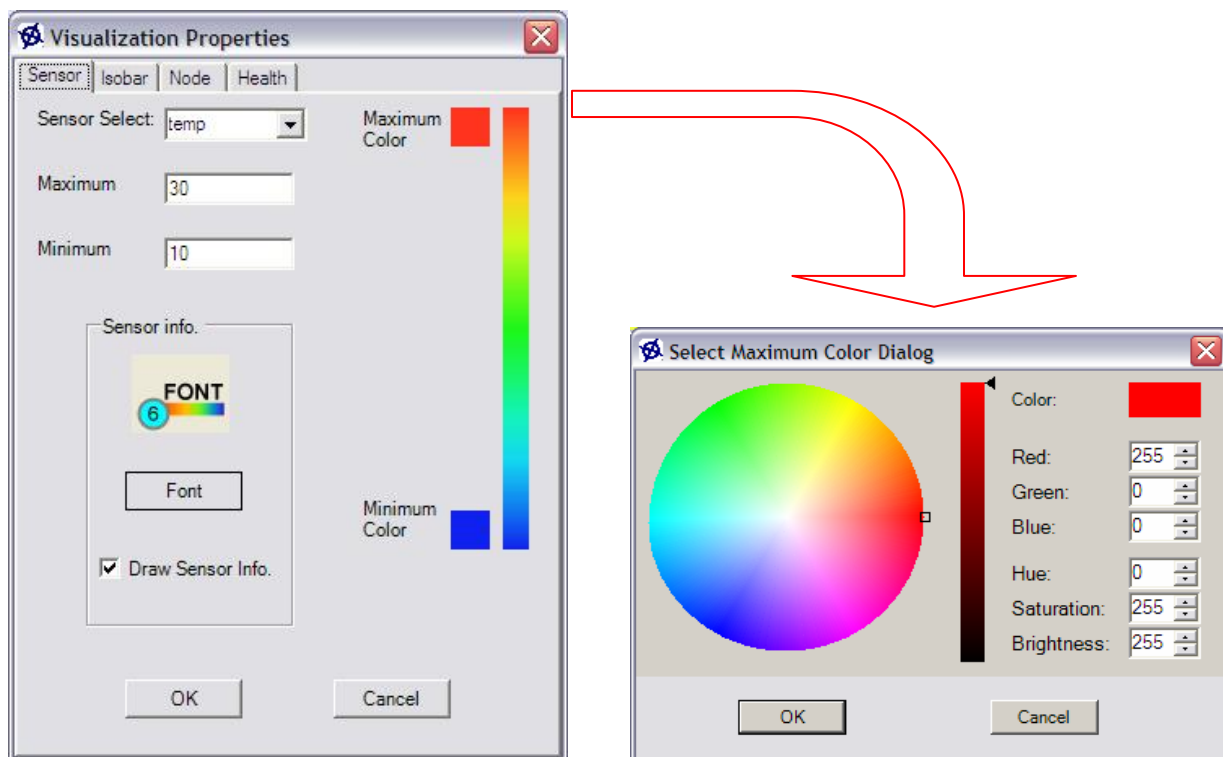 Visualization Properties
Sensor Isobar Node Health
Sensor Select: temp
Maximum 30
Minimum 10
Maximum
Color
Sensor info.
FONT
6
Font
Draw Sensor Info.
Minimum
Color
OK Cancel
Select Maximum Color Dialog
Color:
Red: 255
Green: 0
Blue: 0
Hue: 0
Saturation: 255
Brightness: 255
OK Cancel